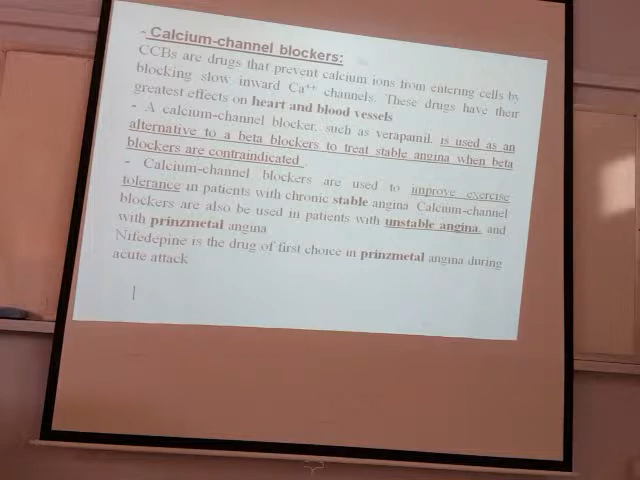 - Calcium-channel blockers:
CCBs are drugs that prevent calcium ions from entering cells by
blocking slow inward Ca++ channels. These drugs have their
greatest effects on heart and blood vessels
- A calcium-channel blocker, such as verapamil, is used as an
alternative to a beta blockers to treat stable angina when beta
blockers are contraindicated
- Calcium-channel blockers are used to improve exercise
tolerance in patients with chronic stable angina Calcium-channel
blockers are also be used in patients with unstable angina, and
with prinzmetal angina
Nifedepine is the drug of first choice in prinzmetal angina during
acute attack